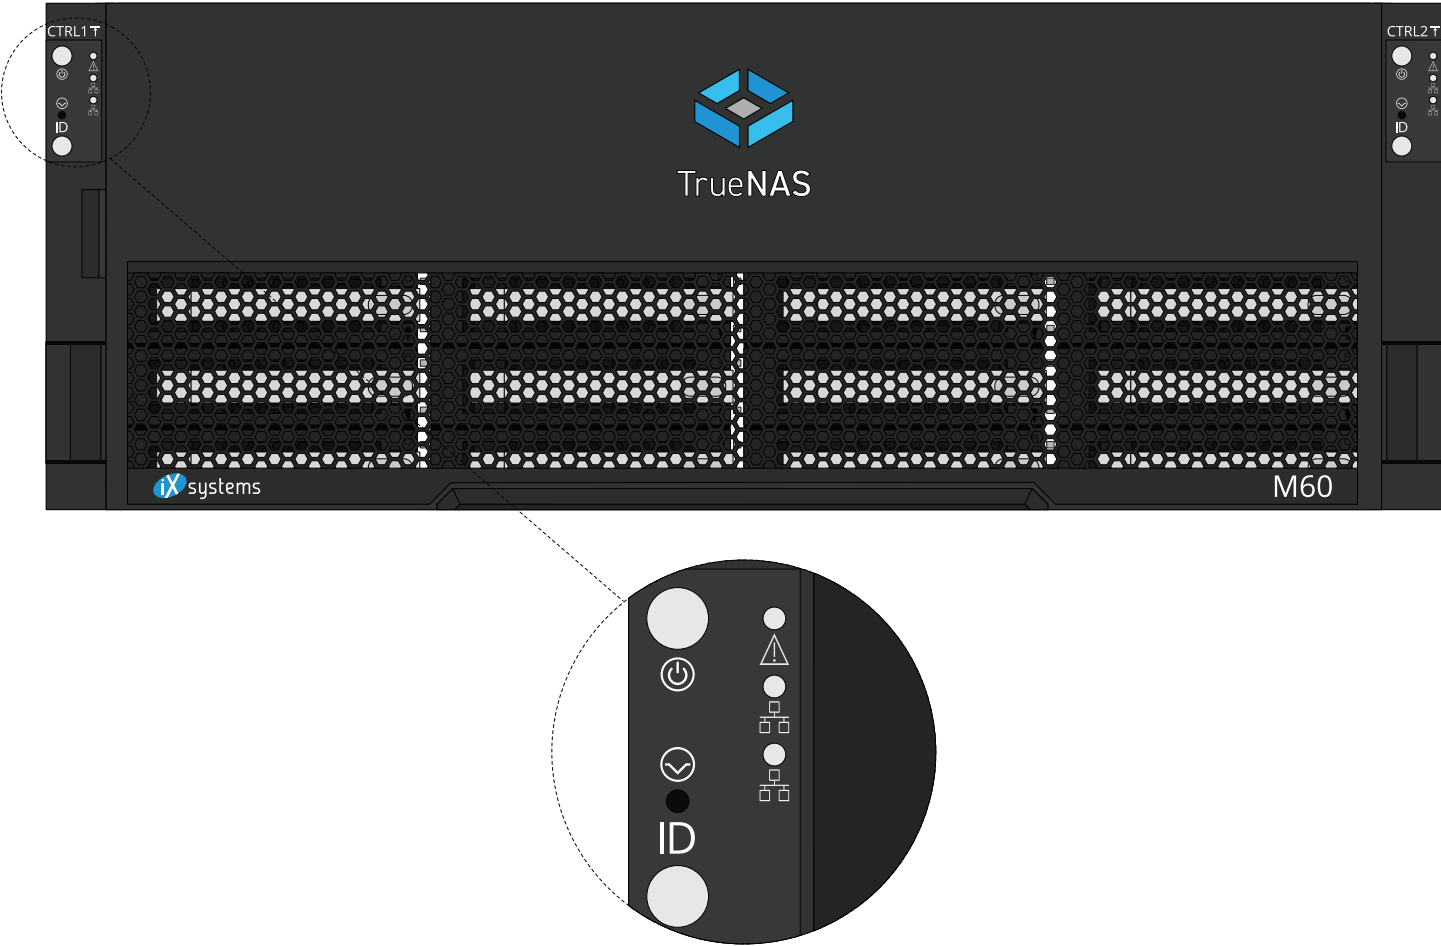 CTRL1
CTRL2
ID
ID
TrueNAS
iX systems
M60
ID